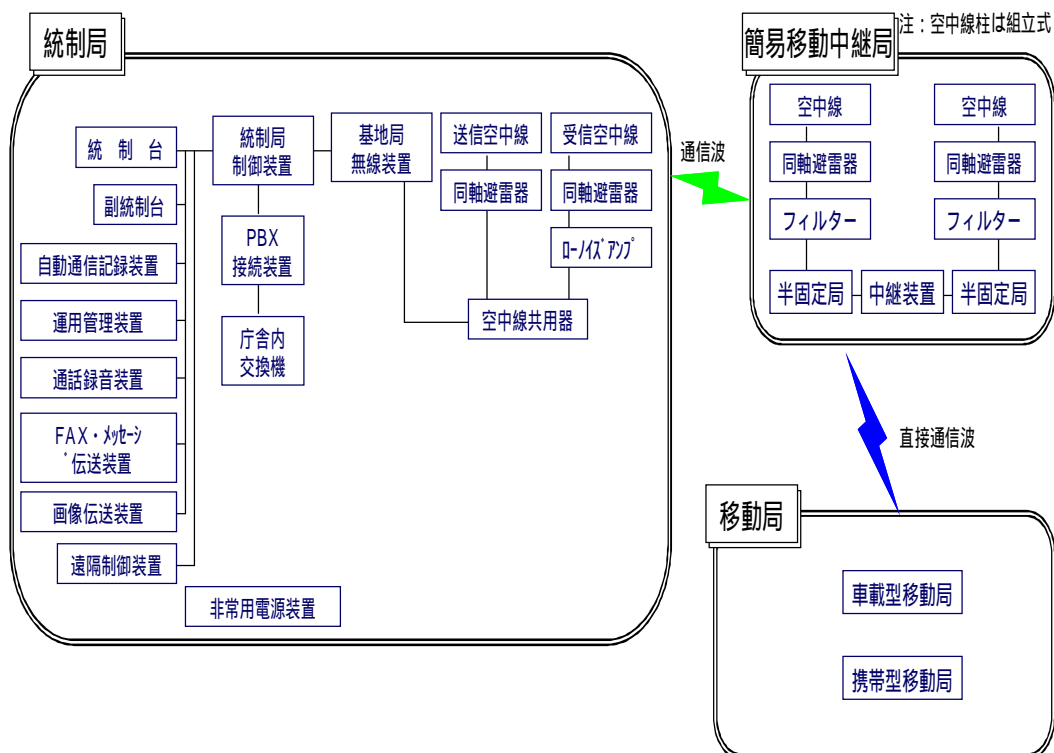 統制局
統 制 台
副統制台
自動通信記録装置
運用管理装置
通話録音装置
FAX・メッセーシ
゛伝送装置
画像伝送装置
遠隔制御装置
非常用電源装置
統制局
制御装置
PBX
接続装置
庁舎内
交換機
基地局
無線装置
送信空中線
同軸避雷器
受信空中線
同軸避雷器
ローノイズアンプ
空中線共用器
通信波
簡易移動中継局
注：空中線柱は組立式
空中線
同軸避雷器
フィルター
半固定局
中継装置
空中線
同軸避雷器
フィルター
半固定局
直接通信波
移動局
車載型移動局
携帯型移動局